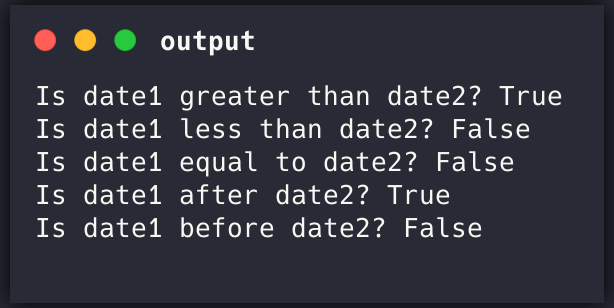 output
Is date1 greater than date2? True
Is date1 less than date2? False
Is date1 equal to date2? False
Is date1 after date2? True
Is date1 before date2? False